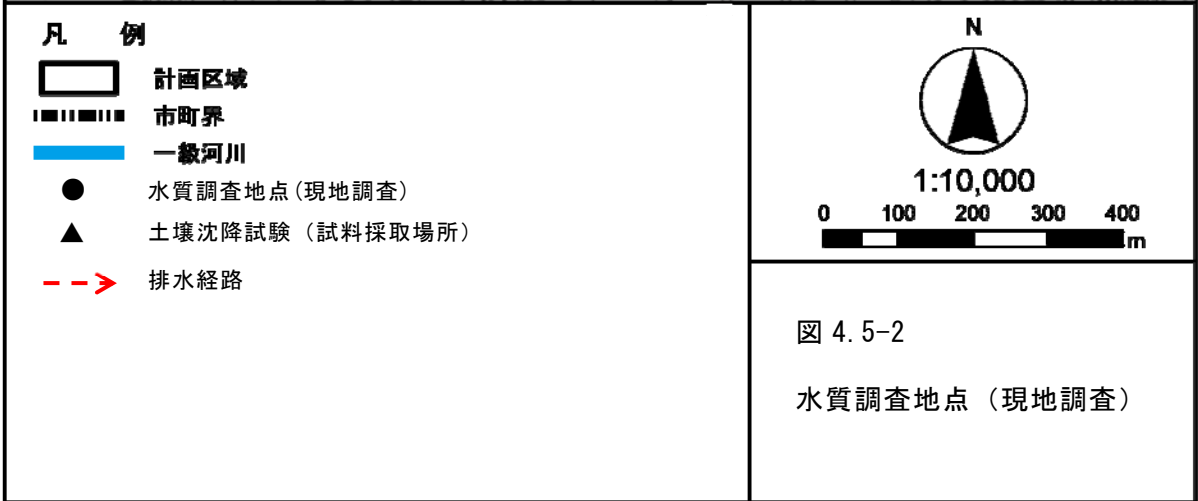 凡 例
計画区域
市町界
一級河川
水質調査地点(現地調査)
土壌沈降試験（試料採取場所）
排水経路
N
1:10,000
0 100 200 300 400
m
図 4.5-2
水質調査地点（現地調査）